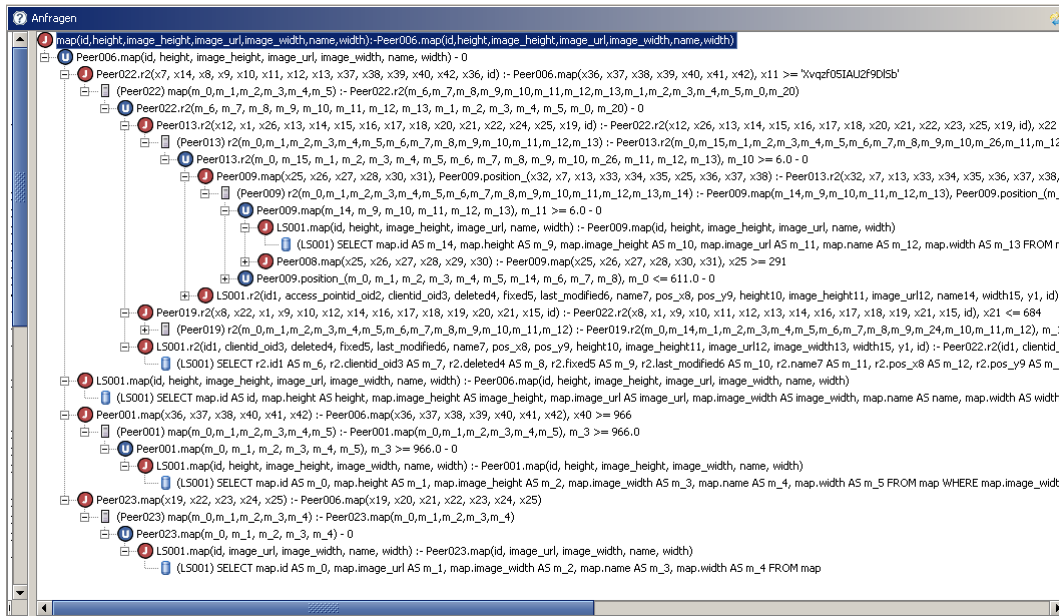 Anfragen
map(id,height,image_height,image_url,image_width,name,width):-Peer006.map(id,height,image_height,image_url,image_width,name,width)
Peer006.map(id, height, image_height, image_url, image_width, name, width) - 0
Peer022.r2(x7, x14, x8, x9, x10, x11, x12, x13, x37, x38, x39, x40, x42, x36, id) :- Peer006.map(x36, x37, x38, x39, x40, x41, x42), x11 >= 'Xvqzf05IAU2f9DlSb'
(Peer022) map(m_0,m_1,m_2,m_3,m_4,m_5) :- Peer022.r2(m_6,m_7,m_8,m_9,m_10,m_11,m_12,m_13,m_1,m_2,m_3,m_4,m_5,m_0,m_20)
Peer022.r2(m_6, m_7, m_8, m_9, m_10, m_11, m_12, m_13, m_1, m_2, m_3, m_4, m_5, m_0, m_20) - 0
Peer013.r2(x12, x1, x26, x13, x14, x15, x16, x17, x18, x20, x21, x22, x24, x25, x19, id) :- Peer022.r2(x12, x26, x13, x14, x15, x16, x17, x18, x20, x21, x22, x23, x25, x19, id), x22
(Peer013) r2(m_0,m_1,m_2,m_3,m_4,m_5,m_6,m_7,m_8,m_9,m_10,m_11,m_12,m_13) :- Peer013.r2(m_0,m_15,m_1,m_2,m_3,m_4,m_5,m_6,m_7,m_8,m_9,m_10,m_26,m_11,m_12
Peer013.r2(m_0, m_15, m_1, m_2, m_3, m_4, m_5, m_6, m_7, m_8, m_9, m_10, m_26, m_11, m_12, m_13), m_10 >= 6.0 - 0
Peer009.map(x25, x26, x27, x28, x30, x31), Peer009.position_(x32, x7, x13, x33, x34, x35, x25, x36, x37, x38) :- Peer013.r2(x32, x7, x13, x33, x34, x35, x36, x37, x38,
(Peer009) r2(m_0,m_1,m_2,m_3,m_4,m_5,m_6,m_7,m_8,m_9,m_10,m_11,m_12,m_13,m_14) :- Peer009.map(m_14,m_9,m_10,m_11,m_12,m_13), Peer009.position_(m_
Peer009.map(m_14, m_9, m_10, m_11, m_12, m_13), m_11 >= 6.0 - 0
LS001.map(id, height, image_height, image_url, name, width) :- Peer009.map(id, height, image_height, image_url, name, width)
(LS001) SELECT map.id AS m_14, map.height AS m_9, map.image_height AS m_10, map.image_url AS m_11, map.name AS m_12, map.width AS m_13 FROM
Peer008.map(x25, x26, x27, x28, x29, x30) :- Peer009.map(x25, x26, x27, x28, x30, x31), x25 >= 291
Peer009.position_(m_0, m_1, m_2, m_3, m_4, m_5, m_14, m_6, m_7, m_8), m_0 <= 611.0 - 0
LS001.r2(id1, access_pointid_oid2, clientid_oid3, deleted4, fixed5, last_modified6, name7, pos_x8, pos_y9, height10, image_height11, image_url12, name14, width15, y1, id)
Peer019.r2(x8, x22, x1, x9, x10, x12, x14, x16, x17, x18, x19, x20, x21, x15, id) :- Peer022.r2(x8, x1, x9, x10, x11, x12, x13, x14, x16, x17, x18, x19, x21, x15, id), x21 <= 684
(Peer019) r2(m_0,m_1,m_2,m_3,m_4,m_5,m_6,m_7,m_8,m_9,m_10,m_11,m_12) :- Peer019.r2(m_0,m_14,m_1,m_2,m_3,m_4,m_5,m_6,m_7,m_8,m_9,m_24,m_10,m_11,m_12),
LS001.r2(id1, clientid_oid3, deleted4, fixed5, last_modified6, name7, pos_x8, pos_y9, height10, image_height11, image_url12, image_width13, width15, y1, id) :- Peer022.r2(id1,
(LS001) SELECT r2.id1 AS m_6, r2.clientid_oid3 AS m_7, r2.deleted4 AS m_8, r2.fixed5 AS m_9, r2.last_modified6 AS m_10, r2.name7 AS m_11, r2.pos_x8 AS m_12, r2.pos_y9 AS m_
LS001.map(id, height, image_height, image_url, image_width, name, width) :- Peer006.map(id, height, image_height, image_url, image_width, name, width)
(LS001) SELECT map.id AS id, map.height AS height, map.image_height AS image_height, map.image_url AS image_url, map.image_width AS image_width, map.name AS name, map.width AS width
Peer001.map(x36, x37, x38, x40, x41, x42) :- Peer006.map(x36, x37, x38, x39, x40, x41, x42), x40 >= 966
(Peer001) map(m_0,m_1,m_2,m_3,m_4,m_5) :- Peer001.map(m_0,m_1,m_2,m_3,m_4,m_5), m_3 >= 966.0
Peer001.map(m_0, m_1, m_2, m_3, m_4, m_5), m_3 >= 966.0 - 0
LS001.map(id, height, image_height, image_width, name, width) :- Peer001.map(id, height, image_height, image_width, name, width)
(LS001) SELECT map.id AS m_0, map.height AS m_1, map.image_height AS m_2, map.image_width AS m_3, map.name AS m_4, map.width AS m_5 FROM map WHERE
Peer023.map(x19, x22, x23, x24, x25) :- Peer006.map(x19, x20, x21, x22, x23, x24, x25)
(Peer023) map(m_0,m_1,m_2,m_3,m_4) :- Peer023.map(m_0,m_1,m_2,m_3,m_4)
Peer023.map(m_0, m_1, m_2, m_3, m_4) - 0
LS001.map(id, image_url, image_width, name, width) :- Peer023.map(id, image_url, image_width, name, width)
(LS001) SELECT map.id AS m_0, map.image_url AS m_1, map.image_width AS m_2, map.name AS m_3, map.width AS m_4 FROM map